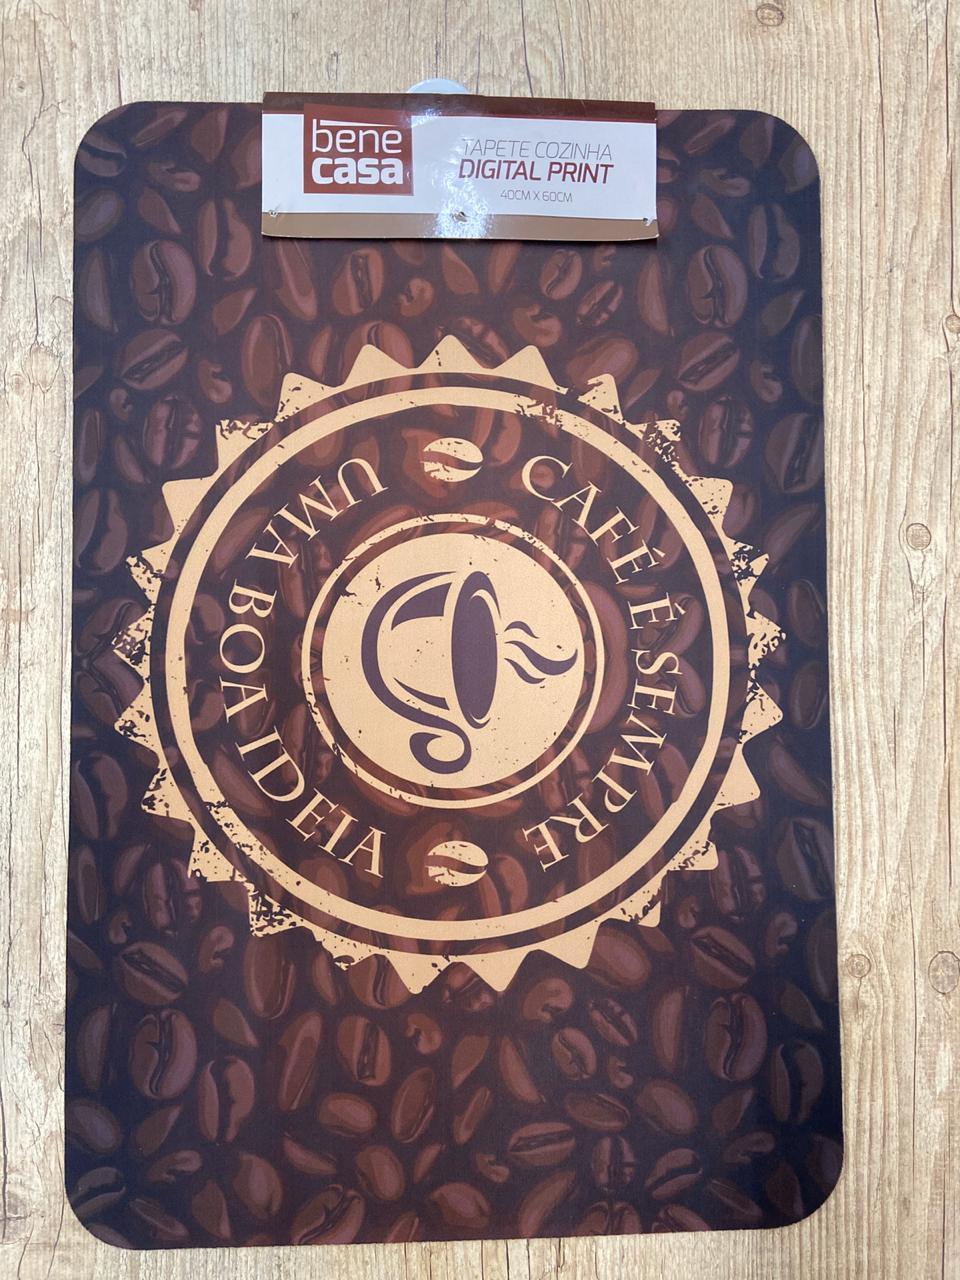 bene
casa
TAPETE COZINHA
DIGITAL PRINT
40CM X 60CM
CAFÉ É SEMPRE
UMA BOA IDEIA